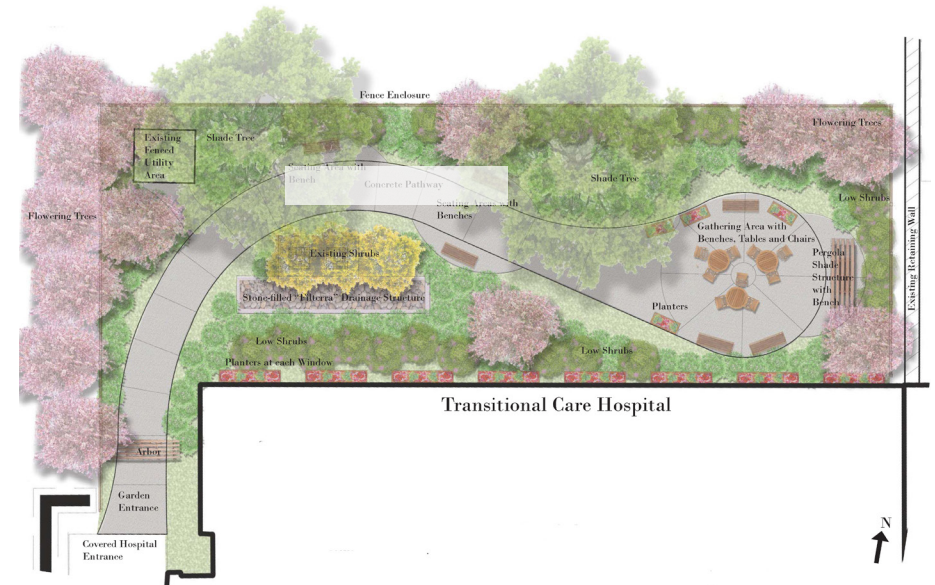 Fence Enclosure
Existing
Fenced
Utility
Area
Shade Tree
Flowering Trees
Seating Area with
Bench
Concrete Pathway
Shade Tree
Low Shrubs
Seating Areas with
Benches
Flowering Trees
Gathering Area with
Benches, Tables and Chairs
Existing Shrubs
Pergola
Shade
Structure
with
Bench
Existing Retaining Wall
Stone-filled "Filterra" Drainage Structure
Planters
Low Shrubs
Low Shrubs
Planters at each Window
Transitional Care Hospital
Arbor
Garden
Entrance
Covered Hospital
Entrance
N